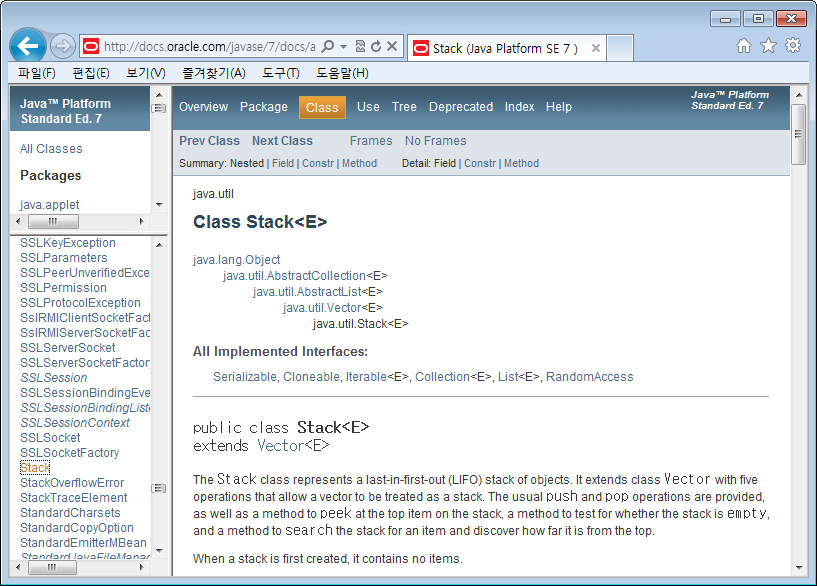 http://docs.oracle.com/javase/7/docs/a
Stack (Java Platform SE 7 )
파일(F) 편집(E) 보기(V) 즐겨찾기(A) 도구(T) 도움말(H)
Java™ Platform
Standard Ed. 7
All Classes
Packages
java.applet
SSLKeyException
SSLParameters
SSLPeerUnverifiedExce
SSLPermission
SSLProtocolException
SslRMIClientSocketFact
SslRMIServerSocketFac
SSLServerSocket
SSLServerSocketFactor
SSLSession
SSLSessionBindingEve
SSLSessionBindingListe
SSLSessionContext
SSLSocket
SSLSocketFactory
Stack
StackOverflowError
StackTraceElement
StandardCharsets
StandardCopyOption
StandardEmitterMBean
StandardJavaFileManag
Overview Package Class Use Tree Deprecated Index Help
Java™ Platform
Standard Ed. 7
Prev Class Next Class Frames No Frames
Summary: Nested | Field | Constr | Method Detail: Field | Constr | Method
java.util
Class Stack<E>
java.lang.Object
java.util.AbstractCollection<E>
java.util.AbstractList<E>
java.util.Vector<E>
java.util.Stack<E>
All Implemented Interfaces:
Serializable, Cloneable, Iterable<E>, Collection<E>, List<E>, RandomAccess
public class Stack<E>
extends Vector<E>
The Stack class represents a last-in-first-out (LIFO) stack of objects. It extends class Vector with five
operations that allow a vector to be treated as a stack. The usual push and pop operations are provided,
as well as a method to peek at the top item on the stack, a method to test for whether the stack is empty,
and a method to search the stack for an item and discover how far it is from the top.
When a stack is first created, it contains no items.